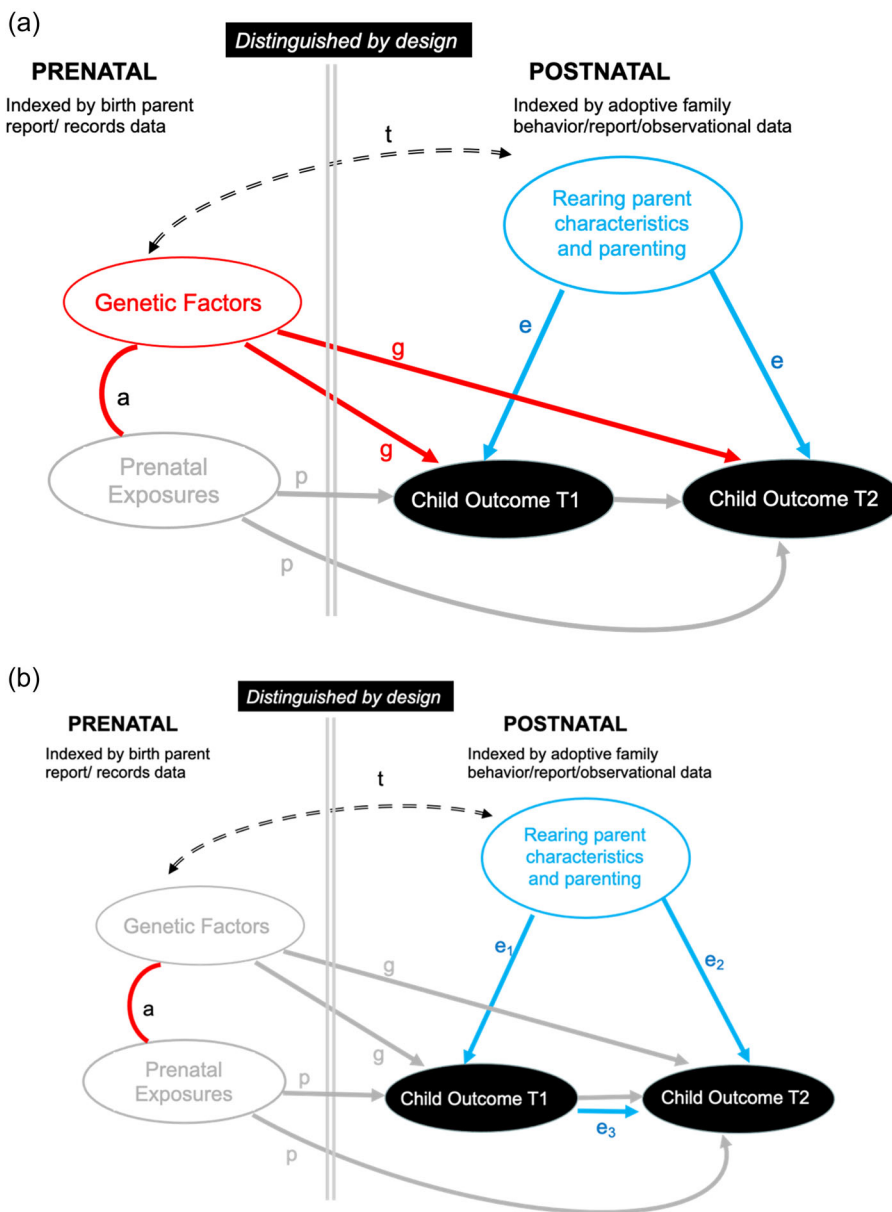 (a)
Distinguished by design
PRENATAL
POSTNATAL
Indexed by birth parent
report/ records data
Indexed by adoptive family
behavior/report/observational data
t
Rearing parent
characteristics
and parenting
Genetic Factors
e
g
e
a
g
Prenatal
Exposures
p
Child Outcome T1
Child Outcome T2
p
(b)
Distinguished by design
PRENATAL
POSTNATAL
Indexed by birth parent
report/ records data
Indexed by adoptive family
behavior/report/observational data
t
Rearing parent
characteristics
and parenting
Genetic Factors
e₁
g
e₂
a
g
Prenatal
Exposures
p
Child Outcome T1
Child Outcome T2
e₃
p